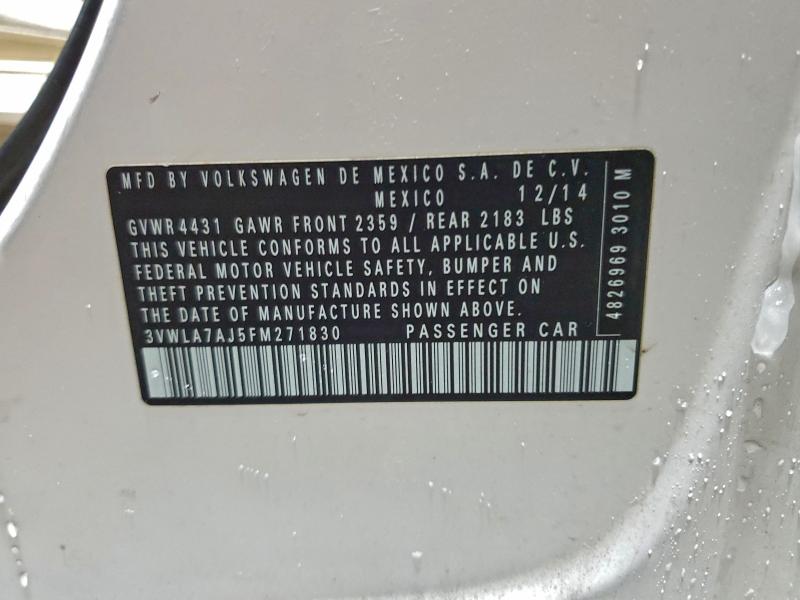 MFD BY VOLKSWAGEN DE MEXICO S.A. DE C.V.
MEXICO 12/14
GVWR 4431 GAWR FRONT 2359 / REAR 2183 LBS
THIS VEHICLE CONFORMS TO ALL APPLICABLE U.S.
FEDERAL MOTOR VEHICLE SAFETY, BUMPER AND
THEFT PREVENTION STANDARDS IN EFFECT ON
THE DATE OF MANUFACTURE SHOWN ABOVE.
3VWLA7AJ5FM271830 PASSENGER CAR
4826969 3010 M